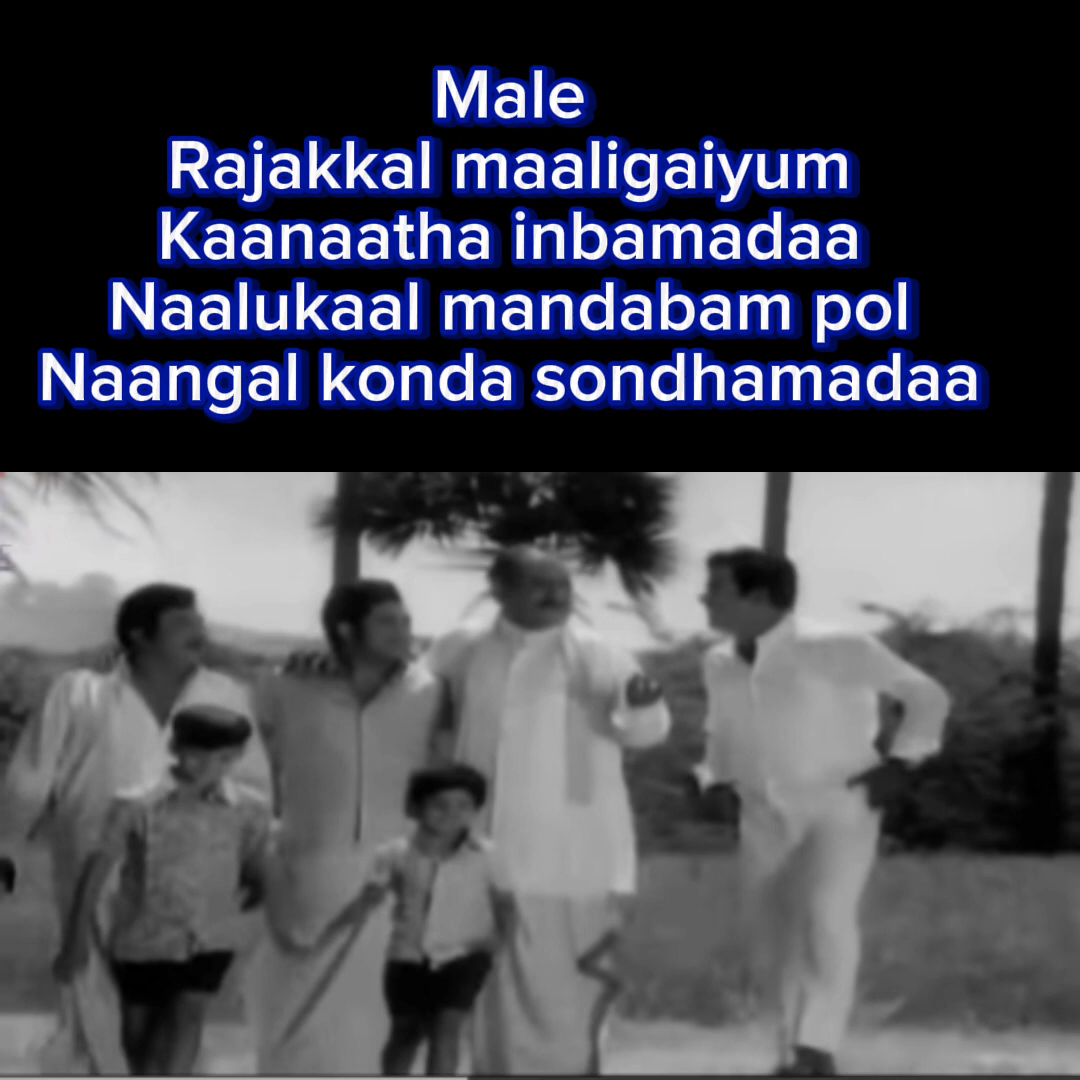 Male
Rajakkal maaligaiyum
Kaanaatha inbamadaa
Naalukaal mandabam pol
Naangal konda sondhamadaa